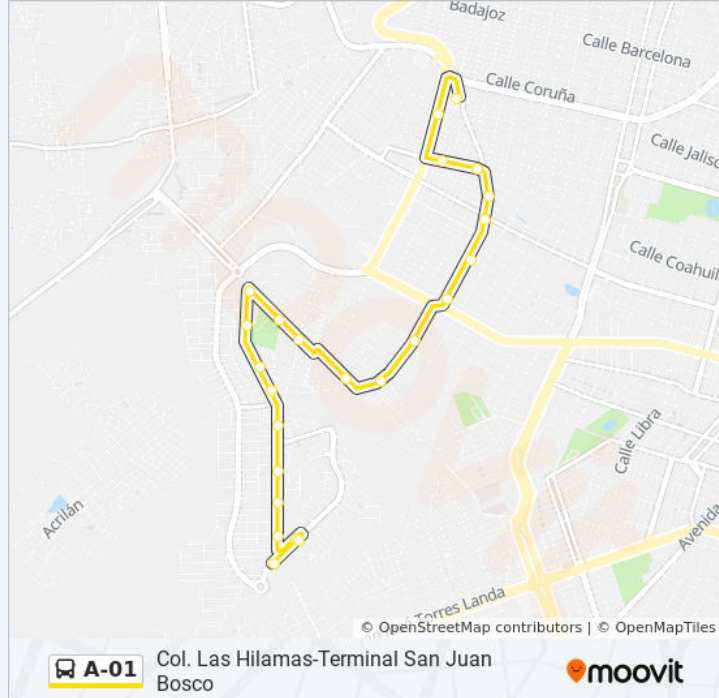 Badajoz
Calle Barcelona
Calle Coruña
Calle Jalisco
Calle Coahuil
Calle Libra
Acrilán
Avenida
Torres Landa
© OpenStreetMap contributors | © OpenMapTiles
A-01
Col. Las Hilamas-Terminal San Juan
Bosco
moovit